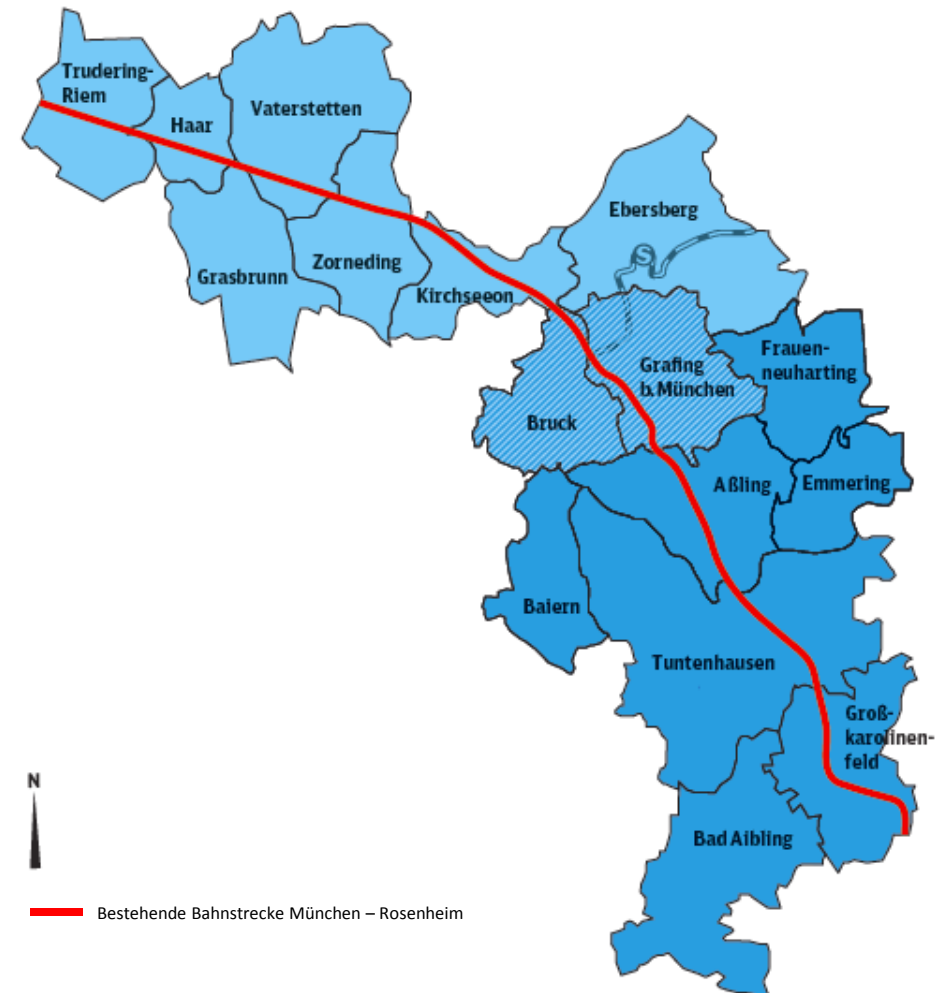 Trudering-
Riem
Haar
Vaterstetten
Ebersberg
S
Grasbrunn
Zorneding
Kirchseeon
Frauen-
neuharting
Grafing
b. München
Bruck
Aßling
Emmering
Baiern
Tuntenhausen
Groß-
karolinen-
feld
N
Bad Aibling
Bestehende Bahnstrecke München – Rosenheim